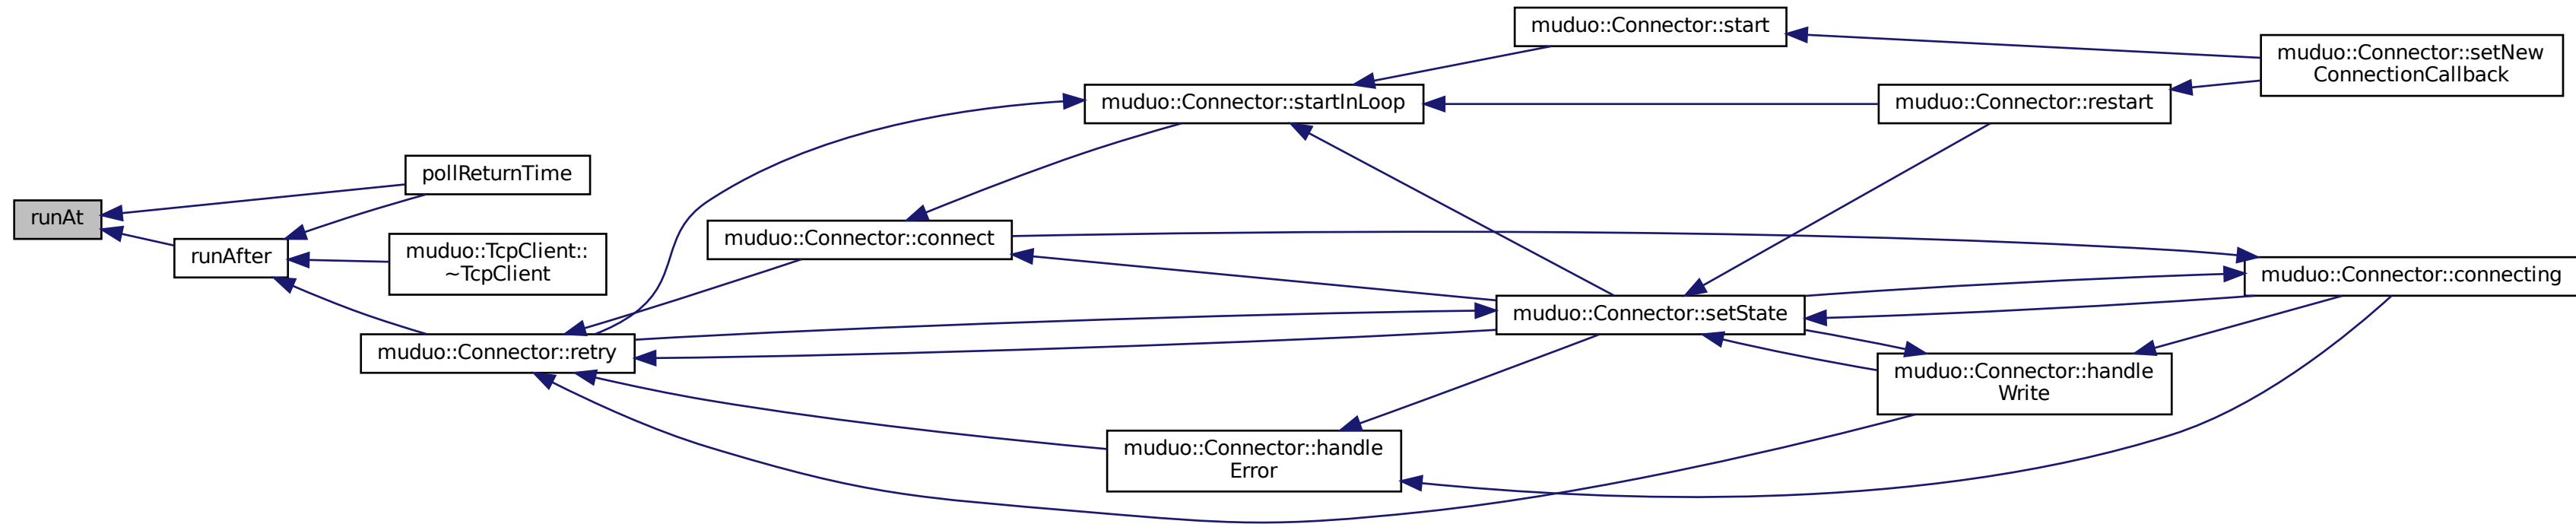 muduo::Connector::start
muduo::Connector::setNew
ConnectionCallback
muduo::Connector::startInLoop
muduo::Connector::restart
pollReturnTime
runAt
runAfter
muduo::TcpClient::
~TcpClient
muduo::Connector::connect
muduo::Connector::connecting
muduo::Connector::setState
muduo::Connector::retry
muduo::Connector::handle
Write
muduo::Connector::handle
Error